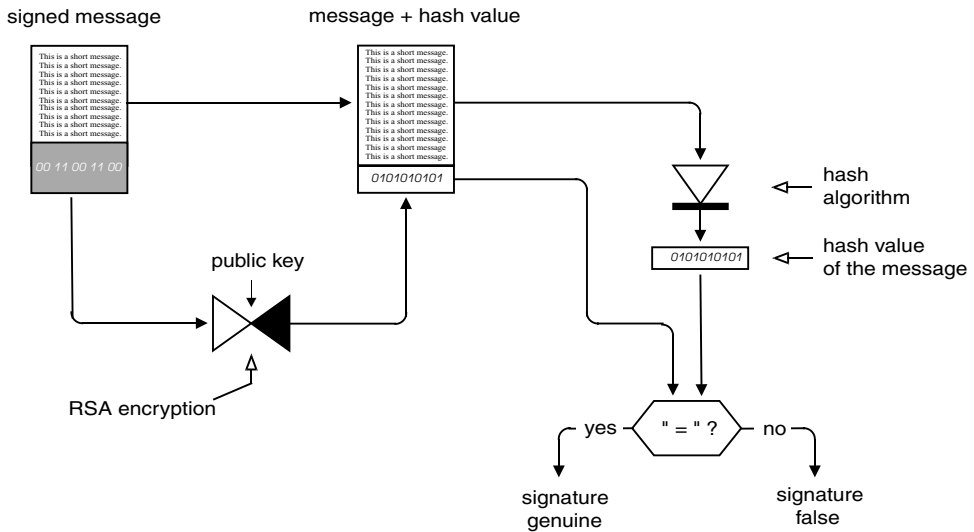 signed message
message + hash value
This is a short message.
This is a short message.
This is a short message.
This is a short message.
This is a short message.
This is a short message.
This is a short message.
This is a short message.
This is a short message.
This is a short message.
00 11 00 11 00
This is a short message.
This is a short message.
This is a short message.
This is a short message.
This is a short message.
This is a short message.
This is a short message.
This is a short message.
This is a short message.
This is a short message.
This is a short message.
This is a short message
This is a short message.
0101010101
hash
algorithm
0101010101
hash value
of the message
public key
RSA encryption
yes
" = " ?
no
signature
genuine
signature
false